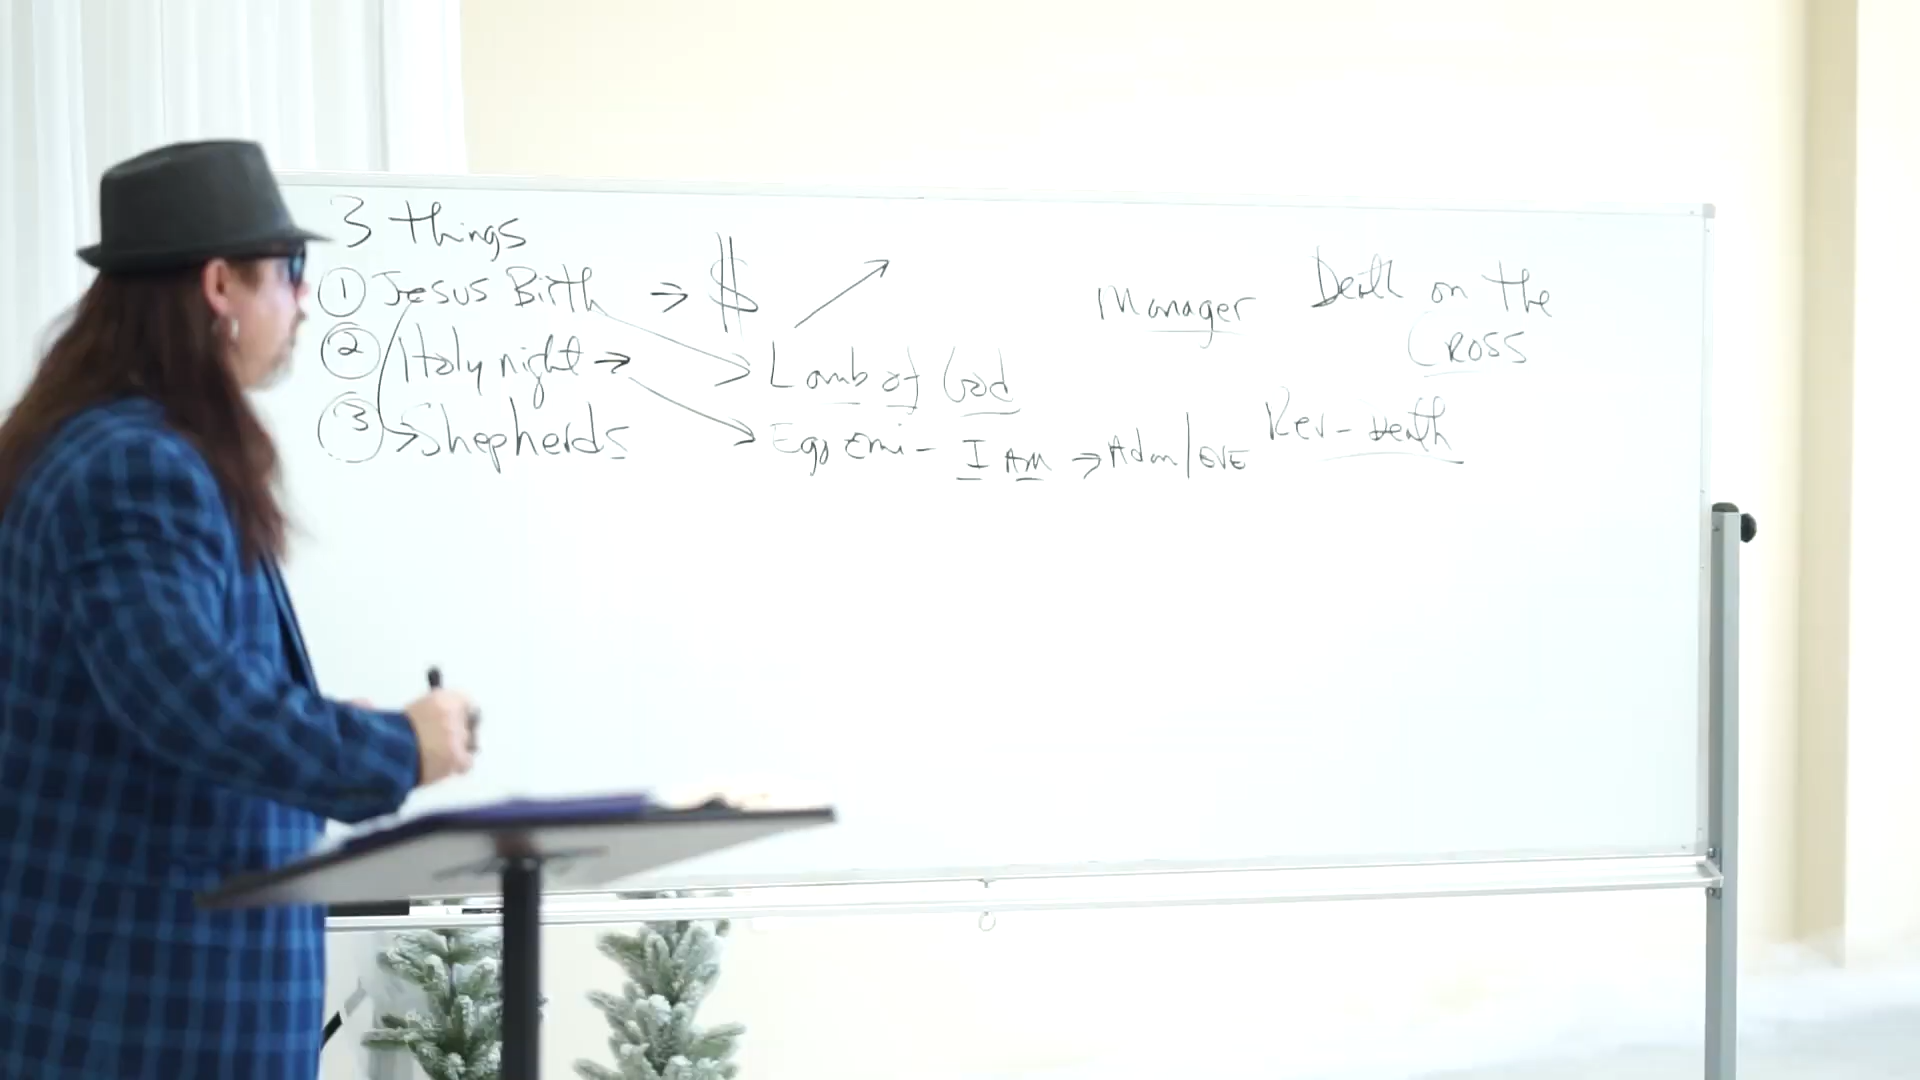 3 Things
① Jesus Birth → $
② Holy night →
③ → Shepherds
Lamb of God
Ego Emi - I AM → Adam/EVE
Manager
Death on The
CROSS
Rev - Death